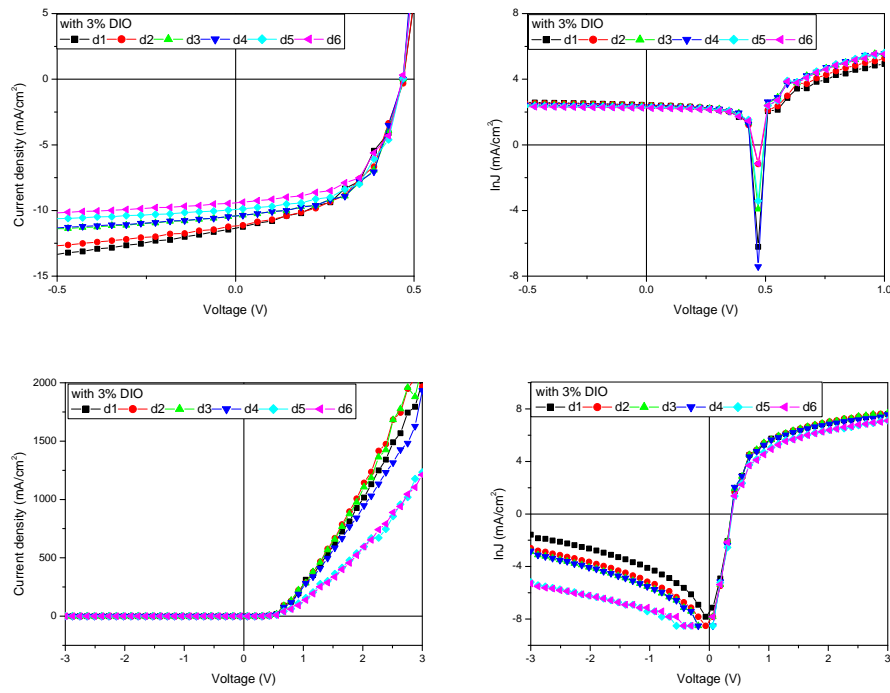 with 3% DIO
d1 d2 d3 d4 d5 d6
0
-5
-10
-15
-0.5 0.0 0.5
Voltage (V)
Current density (mA/cm²)
with 3% DIO
d1 d2 d3 d4 d5 d6
8
4
0
-4
-8
-0.5 0.0 0.5 1.0
Voltage (V)
lnJ (mA/cm²)
with 3% DIO
d1 d2 d3 d4 d5 d6
2000
1500
1000
500
0
-3 -2 -1 0 1 2 3
Voltage (V)
Current density (mA/cm²)
with 3% DIO
d1 d2 d3 d4 d5 d6
8
4
0
-4
-8
-3 -2 -1 0 1 2 3
Voltage (V)
lnJ (mA/cm²)